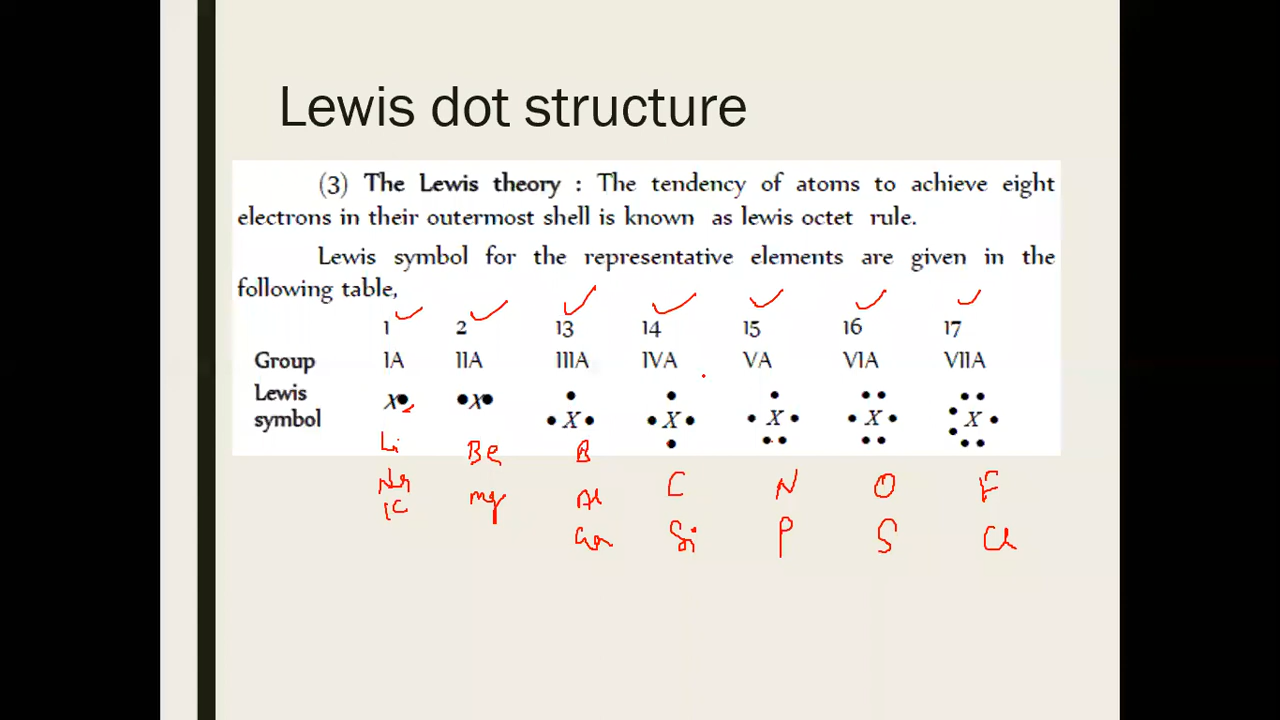 Lewis dot structure
(3) The Lewis theory : The tendency of atoms to achieve eight
electrons in their outermost shell is known as lewis octet rule.
Lewis symbol for the representative elements are given in the
following table,
1 2 13 14 15 16 17
Group IA IIA IIIA IVA VA VIA VIIA
Lewis symbol X X X X X X X
Li Be B C N O F
Na Mg Al Si P S Cl
K Ga